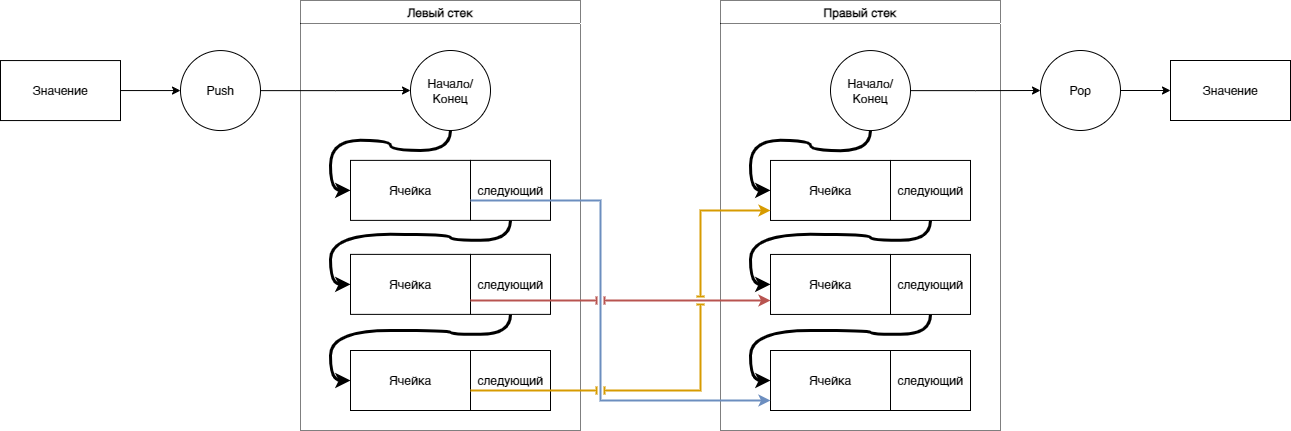 Левый стек
Правый стек
Значение
Push
Начало/
Конец
Начало/
Конец
Pop
Значение
Ячейка
следующий
Ячейка
следующий
Ячейка
следующий
Ячейка
следующий
Ячейка
следующий
Ячейка
следующий